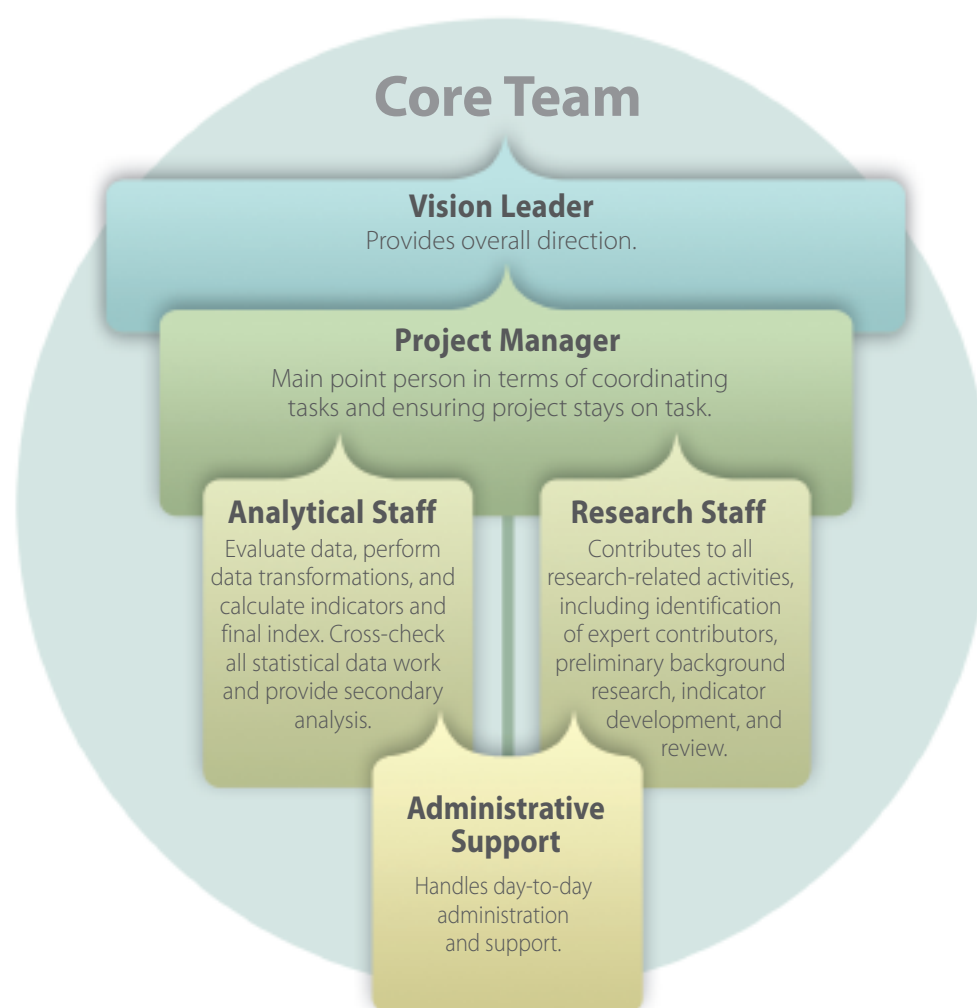 Core Team
Vision Leader
Provides overall direction.
Project Manager
Main point person in terms of coordinating
tasks and ensuring project stays on task.
Analytical Staff
Evaluate data, perform
data transformations, and
calculate indicators and
final index. Cross-check
all statistical data work
and provide secondary
analysis.
Research Staff
Contributes to all
research-related activities,
including identification
of expert contributors,
preliminary background
research, indicator
development, and
review.
Administrative
Support
Handles day-to-day
administration
and support.